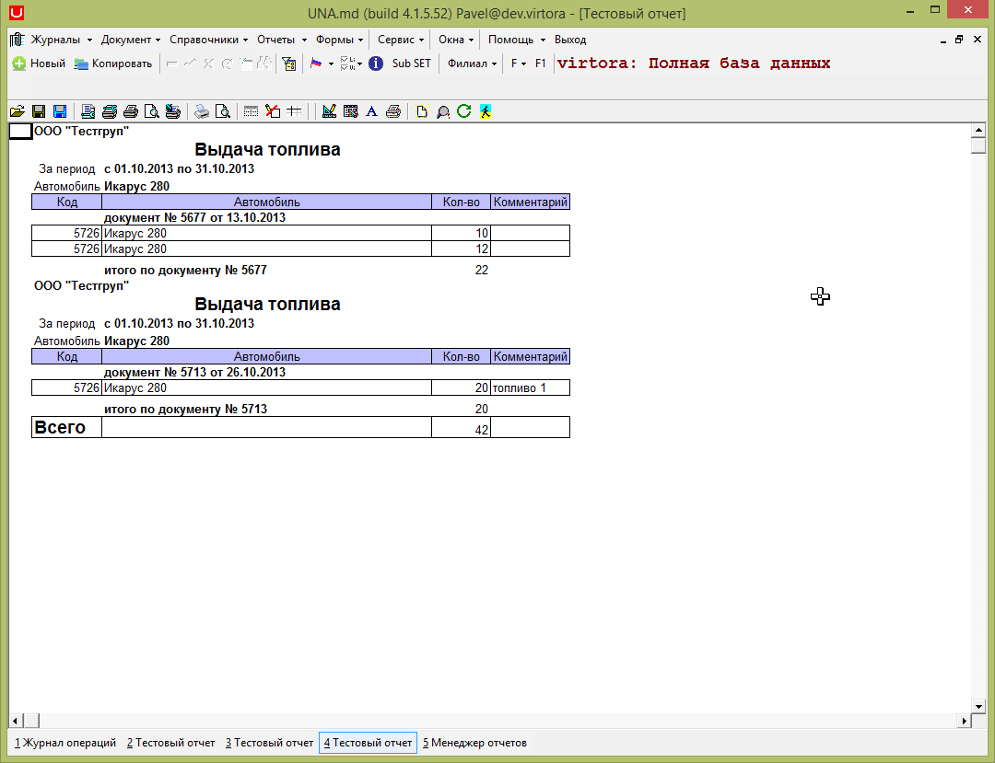 UNA.md (build 4.1.5.52) Pavel@dev.virtora - [Тестовый отчет]
Журналы Документ Справочники Отчеты Формы Сервис Окна Помощь Выход
Новый Копировать Sub SET Филиал F F1 virtora: Полная база данных
ООО "Тестгруп"
Выдача топлива
За период с 01.10.2013 по 31.10.2013
Автомобиль Икарус 280
Код Автомобиль Кол-во Комментарий
документ № 5677 от 13.10.2013
5726 Икарус 280 10
5726 Икарус 280 12
итого по документу № 5677 22
ООО "Тестгруп"
Выдача топлива
За период с 01.10.2013 по 31.10.2013
Автомобиль Икарус 280
Код Автомобиль Кол-во Комментарий
документ № 5713 от 26.10.2013
5726 Икарус 280 20 топливо 1
итого по документу № 5713 20
Всего 42
1 Журнал операций 2 Тестовый отчет 3 Тестовый отчет 4 Тестовый отчет 5 Менеджер отчетов